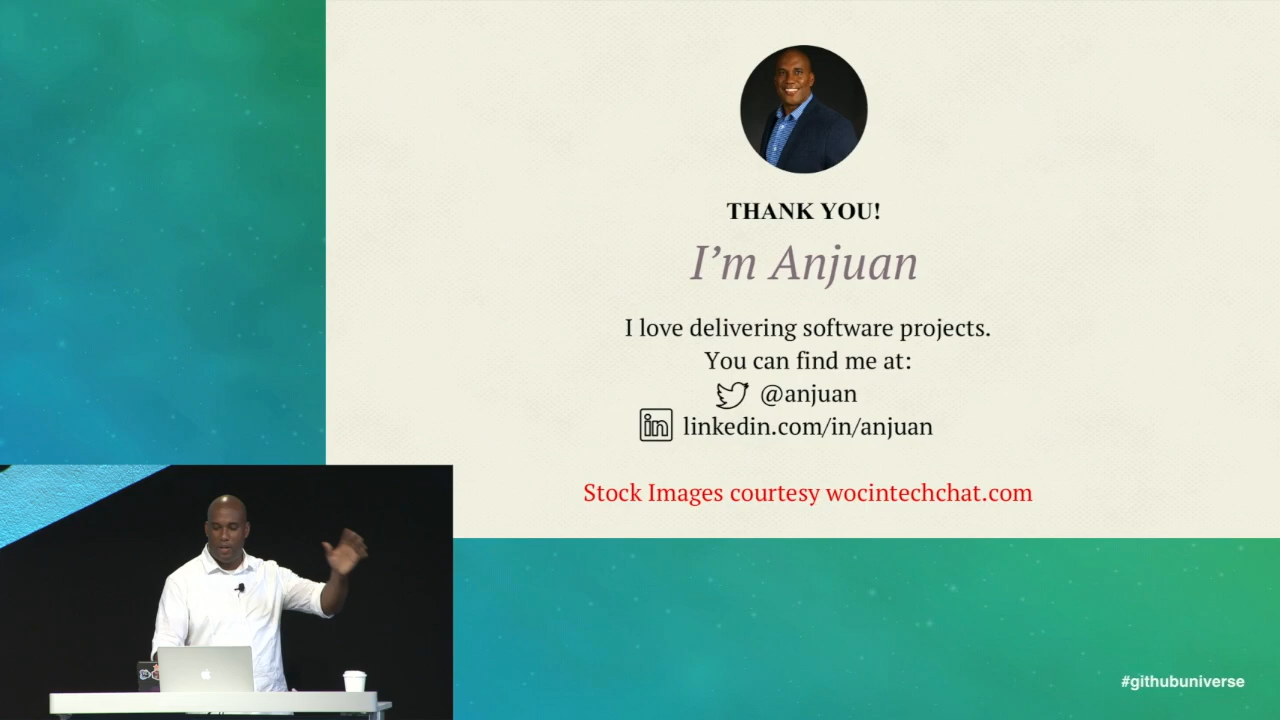 THANK YOU!
I’m Anjuan
I love delivering software projects.
You can find me at:
@anjuan
in linkedin.com/in/anjuan
Stock Images courtesy wocintechchat.com
#githubuniverse